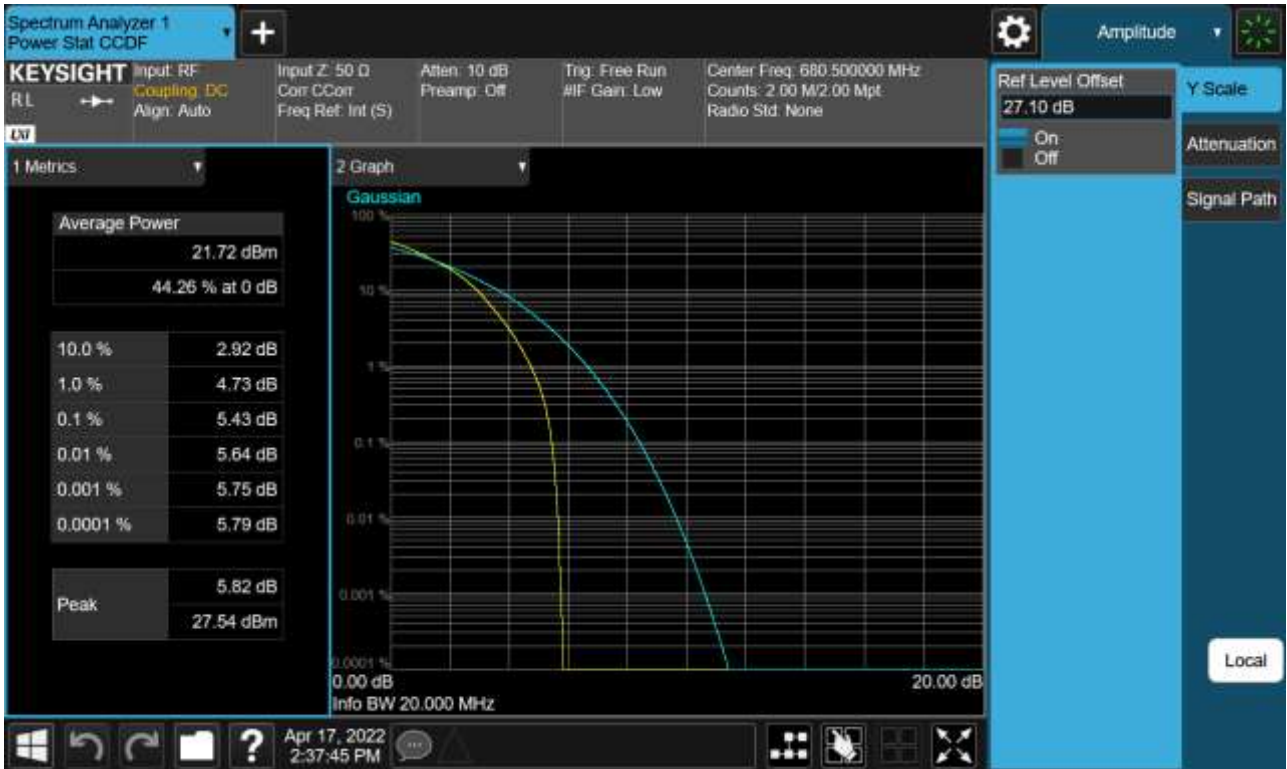 Spectrum Analyzer 1
Power Stat CCDF
+
Amplitude
KEYSIGHT
RL
LXI
Input: RF
Coupling: DC
Align: Auto
Input Z: 50 Ω
Corr CCorr
Freq Ref: Int (S)
Atten: 10 dB
Preamp: Off
Trig: Free Run
#IF Gain: Low
Center Freq: 680.500000 MHz
Counts: 2.00 M/2.00 Mpt
Radio Std: None
Ref Level Offset
27.10 dB
On
Off
Y Scale
Attenuation
Signal Path
Local
1 Metrics
Average Power
21.72 dBm
44.26 % at 0 dB
10.0 % 2.92 dB
1.0 % 4.73 dB
0.1 % 5.43 dB
0.01 % 5.64 dB
0.001 % 5.75 dB
0.0001 % 5.79 dB
Peak
5.82 dB
27.54 dBm
2 Graph
Gaussian
100 %
10 %
1 %
0.1 %
0.01 %
0.001 %
0.0001 %
0.00 dB 20.00 dB
Info BW 20.000 MHz
?
Apr 17, 2022
2:37:45 PM